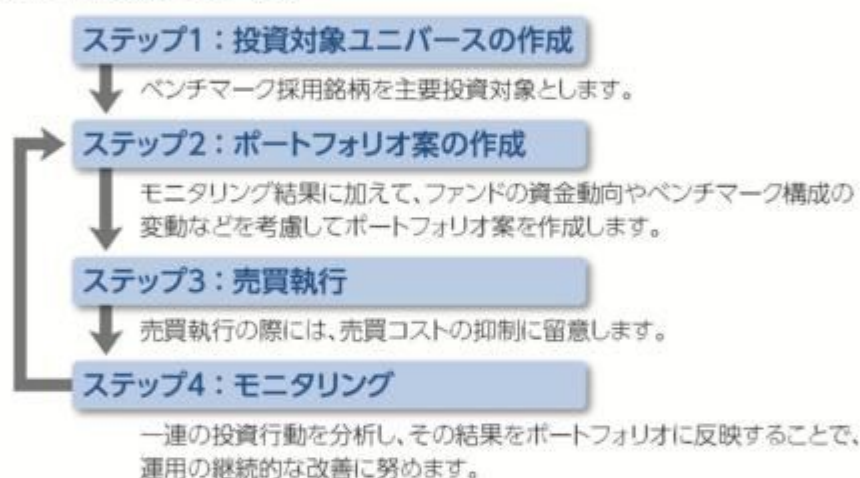 ステップ1：投資対象ユニバースの作成
ベンチマーク採用銘柄を主要投資対象とします。
ステップ2：ポートフォリオ案の作成
モニタリング結果に加えて、ファンドの資金動向やベンチマーク構成の
変動などを考慮してポートフォリオ案を作成します。
ステップ3：売買執行
売買執行の際には、売買コストの抑制に留意します。
ステップ4：モニタリング
一連の投資行動を分析し、その結果をポートフォリオに反映することで、
運用の継続的な改善に努めます。